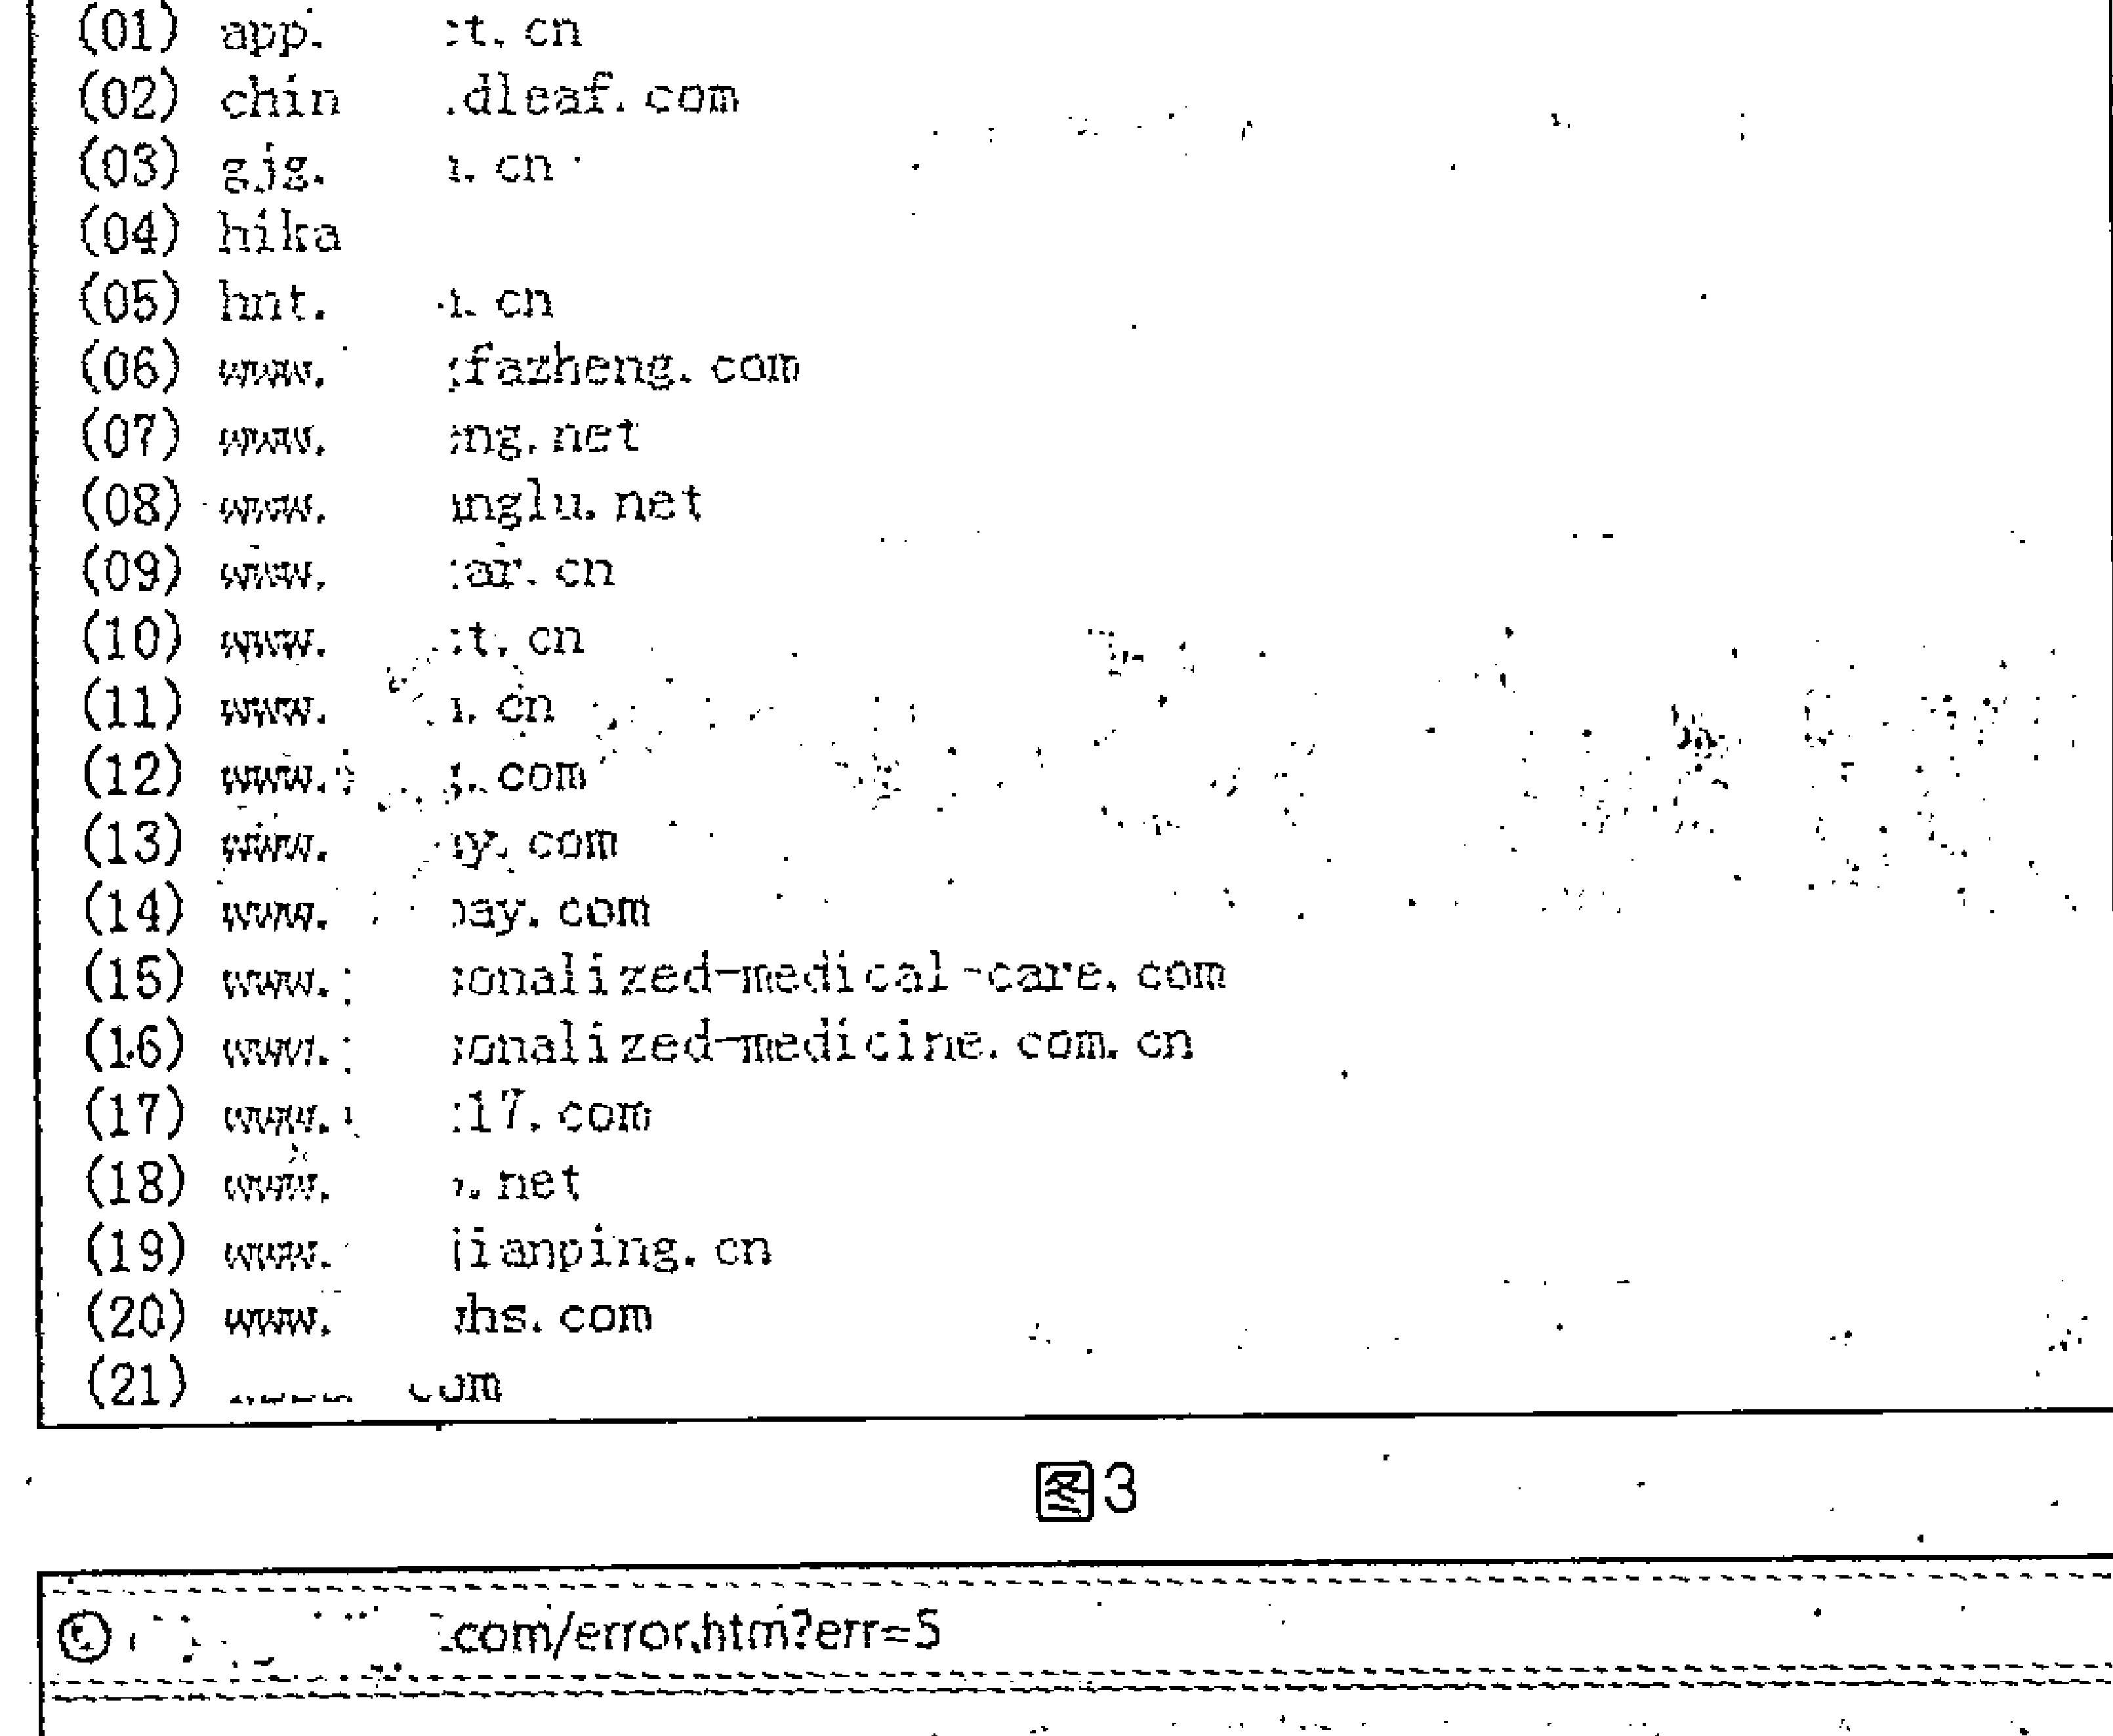 (01) app. t.cn
(02) chin .dleaf.com
(03) gjg. .cn
(04) hika
(05) hnt. .cn
(06) www. fazheng.com
(07) www. ng.net
(08) www. nglu.net
(09) www. ar.cn
(10) www. t.cn
(11) www. .cn
(12) www. .com
(13) www. y.com
(14) www. ay.com
(15) www. onalized-medical-care.com
(16) www. onalized-medicine.com.cn
(17) www. 17.com
(18) www. .net
(19) www. jianping.cn
(20) www. hs.com
(21) om
图3
.com/error.htm?err=5